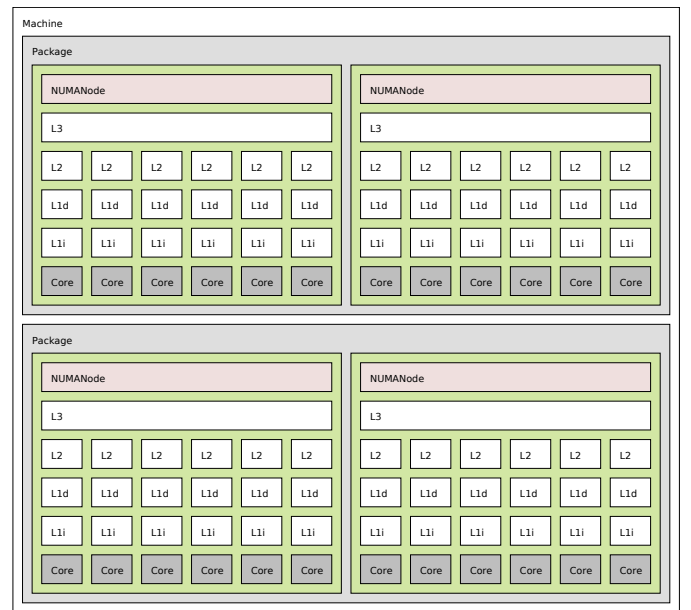 Machine
Package
NUMANode NUMANode
L3 L3
L2 L2 L2 L2 L2 L2 L2 L2 L2 L2 L2 L2
L1d L1d L1d L1d L1d L1d L1d L1d L1d L1d L1d L1d
L1i L1i L1i L1i L1i L1i L1i L1i L1i L1i L1i L1i
Core Core Core Core Core Core Core Core Core Core Core Core
Package
NUMANode NUMANode
L3 L3
L2 L2 L2 L2 L2 L2 L2 L2 L2 L2 L2 L2
L1d L1d L1d L1d L1d L1d L1d L1d L1d L1d L1d L1d
L1i L1i L1i L1i L1i L1i L1i L1i L1i L1i L1i L1i
Core Core Core Core Core Core Core Core Core Core Core Core